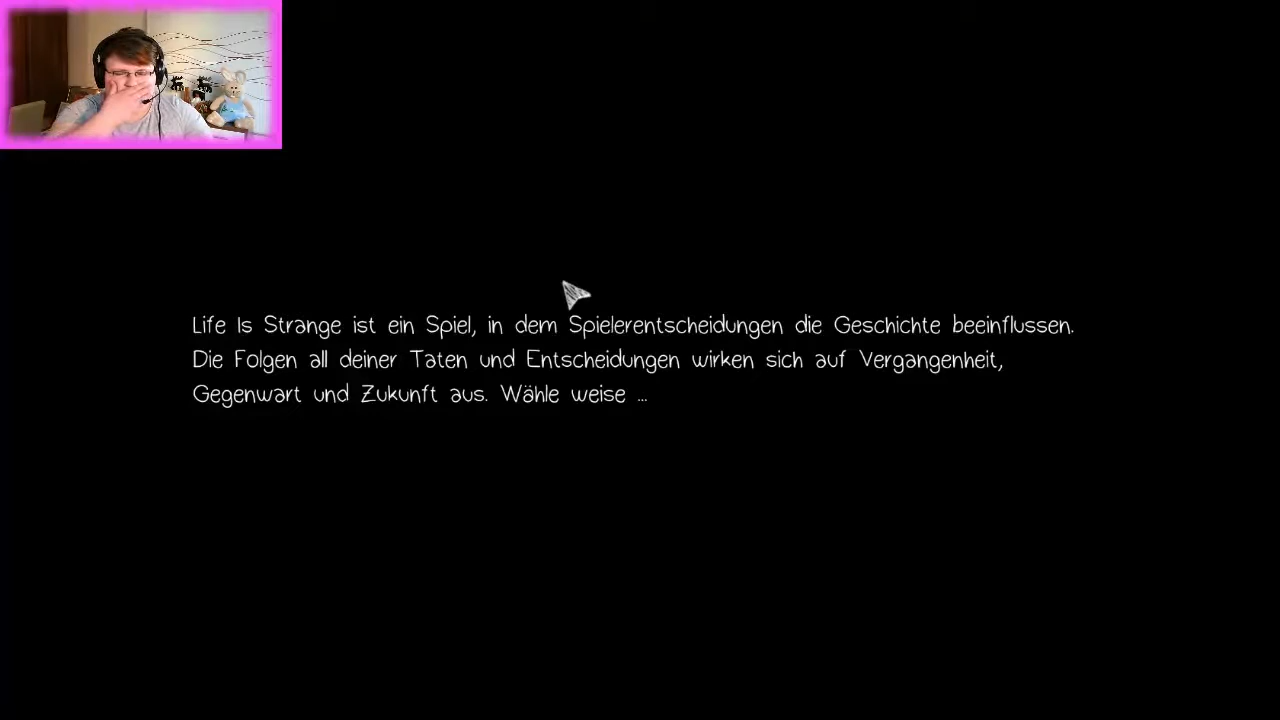 Life Is Strange ist ein Spiel, in dem Spielerentscheidungen die Geschichte beeinflussen.
Die Folgen all deiner Taten und Entscheidungen wirken sich auf Vergangenheit,
Gegenwart und Zukunft aus. Wähle weise ...